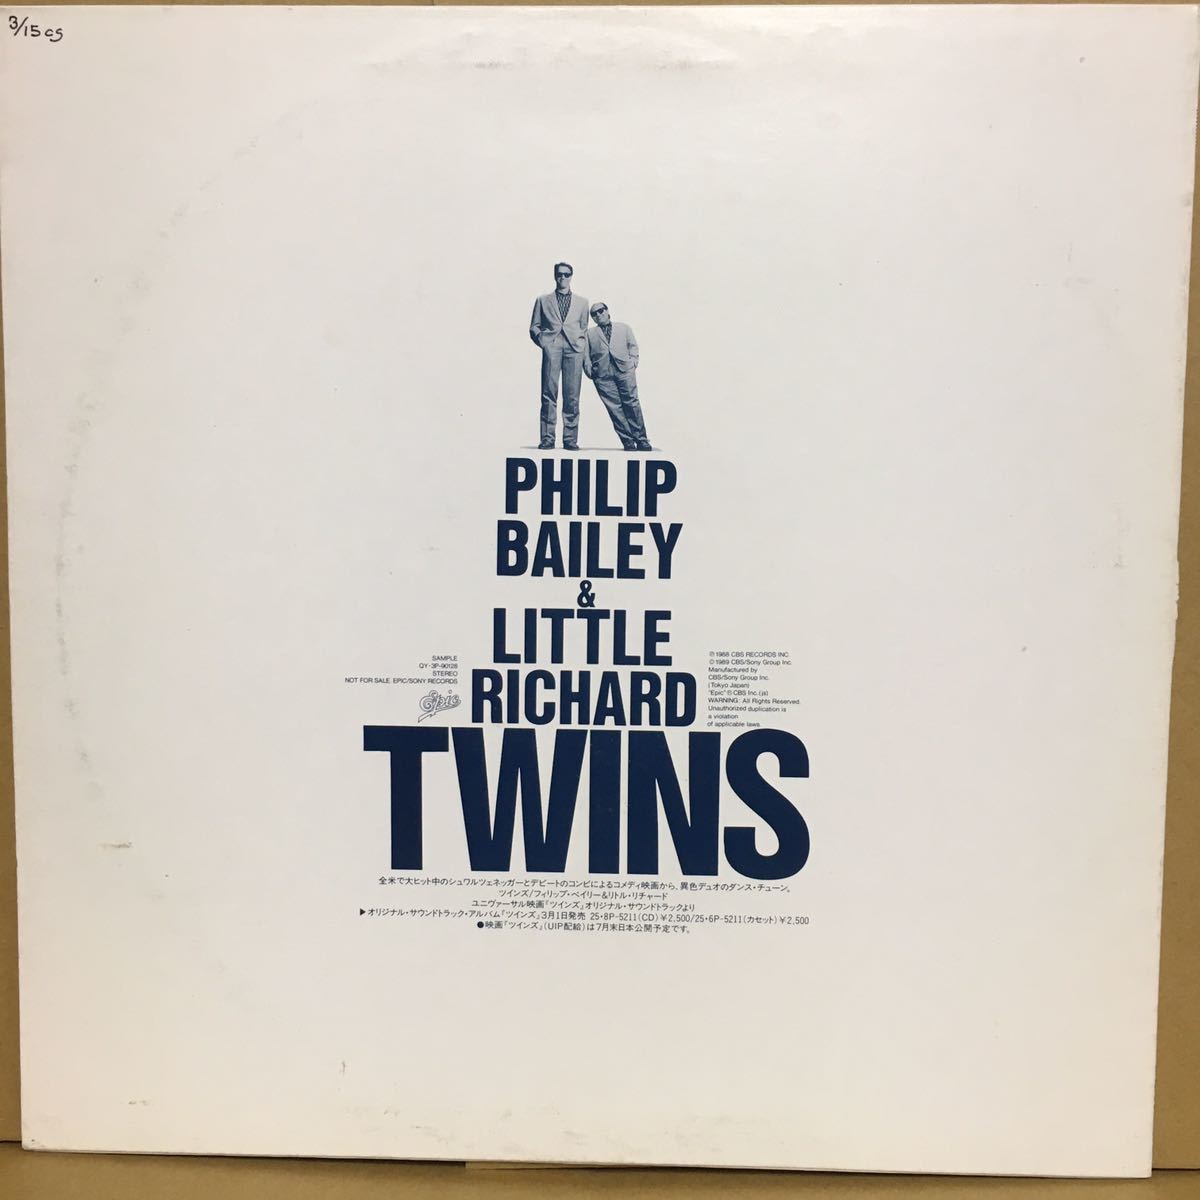 3/15 cs
PHILIP
BAILEY
&
LITTLE
RICHARD
TWINS
SAMPLE
QY・3P-90128
STEREO
NOT FOR SALE EPIC/SONY RECORDS
Epic
℗1988 CBS RECORDS INC.
©1989 CBS/Sony Group Inc.
Manufactured by
CBS/Sony Group Inc.
(Tokyo Japan)
"Epic" ® CBS Inc.(js)
WARNING: All Rights Reserved.
Unauthorized duplication is
a violation
of applicable laws.
全米で大ヒット中のシュワルツェネッガーとデビートのコンビによるコメディ映画から、異色デュオのダンス・チューン。
ツインズ/フィリップ・ベイリー&リトル・リチャード
ユニヴァーサル映画『ツインズ』オリジナル・サウンドトラックより
▶オリジナル・サウンドトラック・アルバム『ツインズ』3月1日発売 25・8P-5211(CD)¥2,500/25・6P-5211(カセット)¥2,500
●映画『ツインズ』(UIP配給)は7月末日本公開予定です。